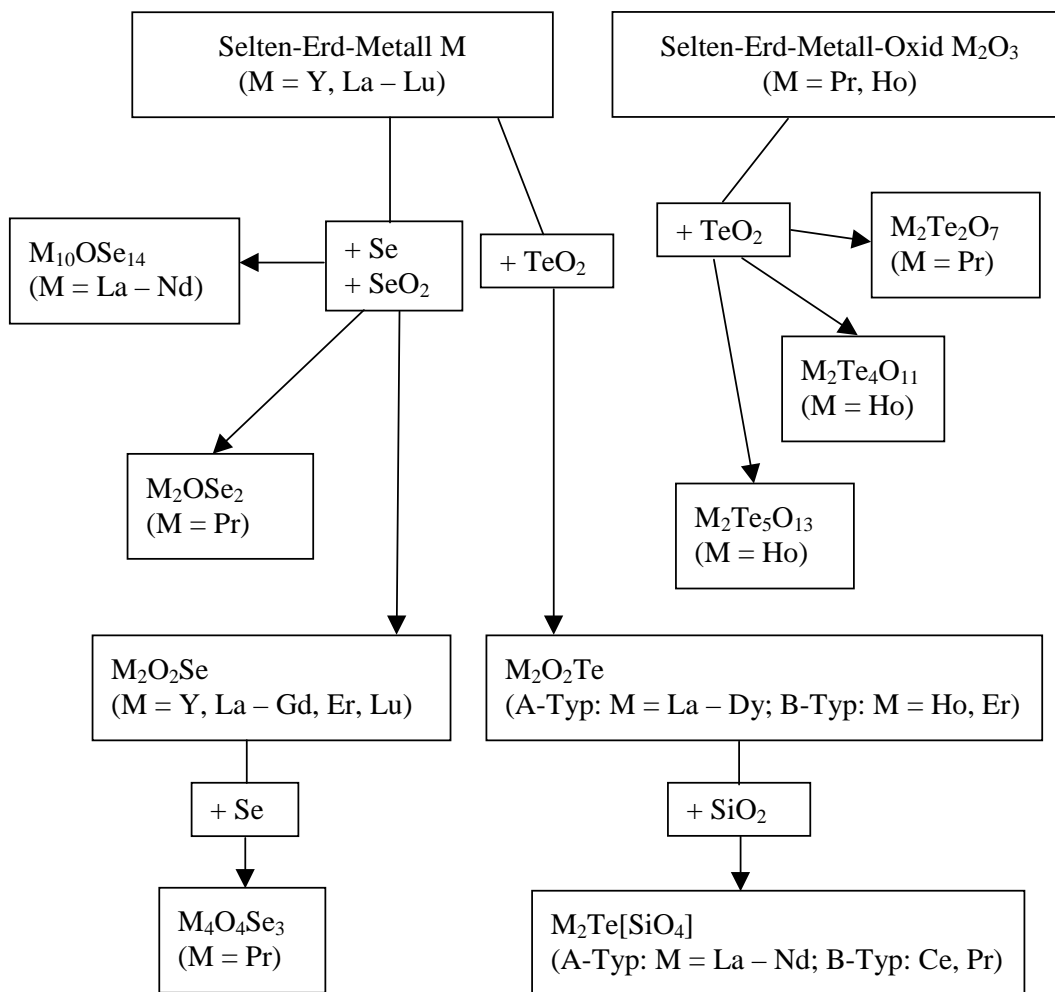 Selten-Erd-Metall M
(M = Y, La – Lu)
Selten-Erd-Metall-Oxid M₂O₃
(M = Pr, Ho)
M₁₀OSe₁₄
(M = La – Nd)
+ Se
+ SeO₂
+ TeO₂
+ TeO₂
M₂Te₂O₇
(M = Pr)
M₂Te₄O₁₁
(M = Ho)
M₂OSe₂
(M = Pr)
M₂Te₅O₁₃
(M = Ho)
M₂O₂Se
(M = Y, La – Gd, Er, Lu)
M₂O₂Te
(A-Typ: M = La – Dy; B-Typ: M = Ho, Er)
+ Se
+ SiO₂
M₄O₄Se₃
(M = Pr)
M₂Te[SiO₄]
(A-Typ: M = La – Nd; B-Typ: Ce, Pr)